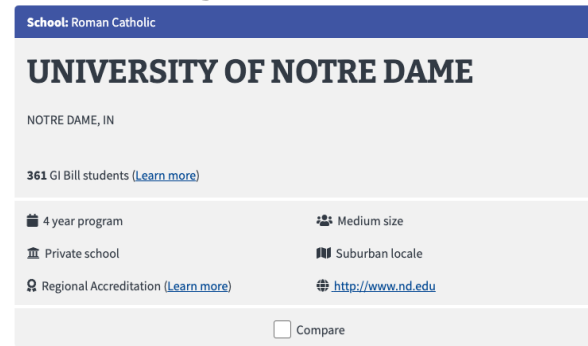 School: Roman Catholic
UNIVERSITY OF NOTRE DAME
NOTRE DAME, IN
361 GI Bill students (Learn more)
4 year program
Medium size
Private school
Suburban locale
Regional Accreditation (Learn more)
http://www.nd.edu
Compare